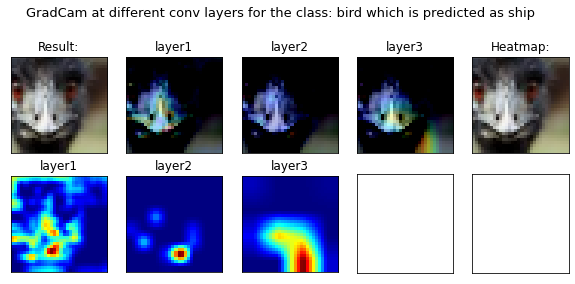 GradCam at different conv layers for the class: bird which is predicted as ship
Result: layer1 layer2 layer3 Heatmap:
layer1 layer2 layer3